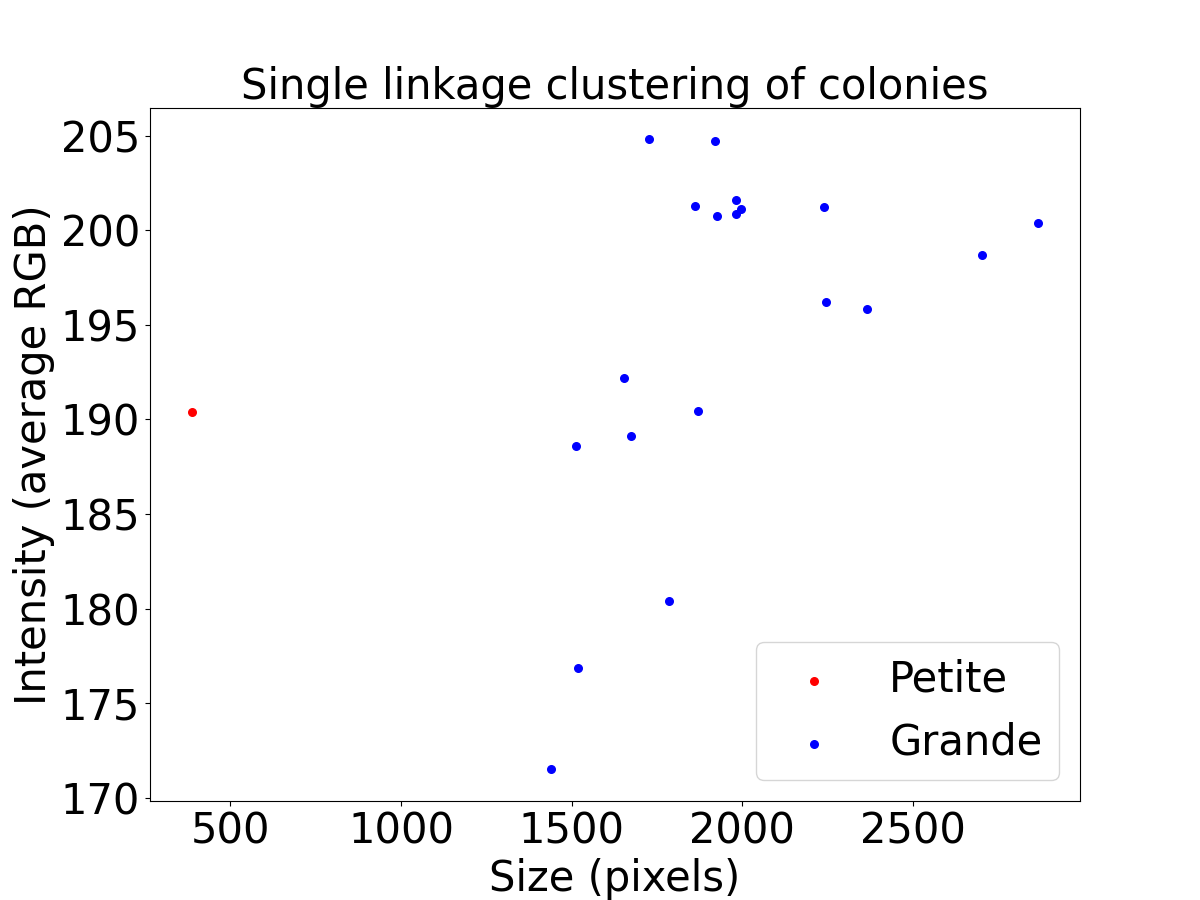 Single linkage clustering of colonies
Intensity (average RGB)
205
200
195
190
185
180
175
170
500 1000 1500 2000 2500
Size (pixels)
Petite
Grande